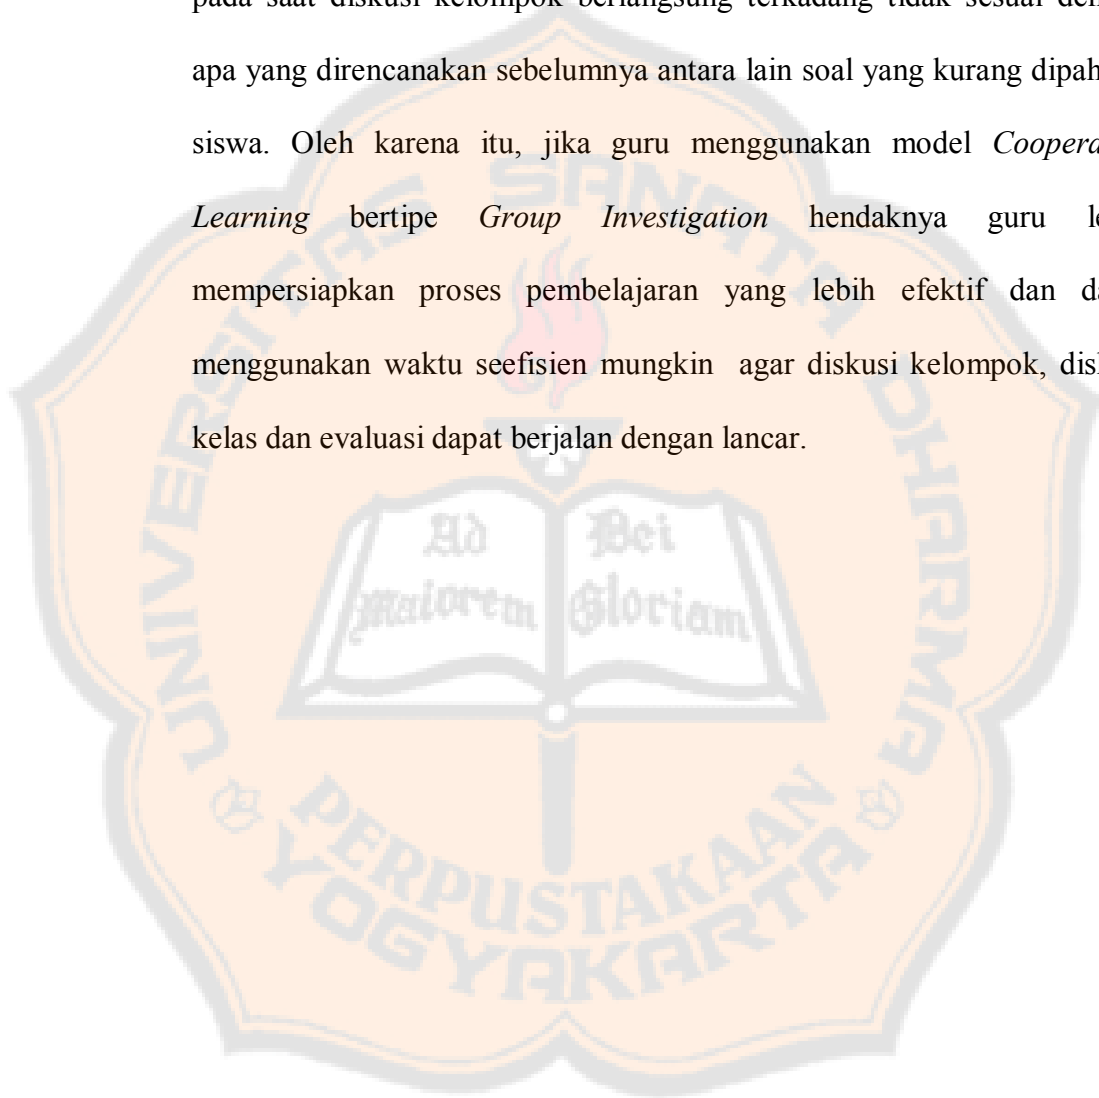 pada saat diskusi kelompok berlangsung terkadang tidak sesuai
apa yang direncanakan sebelumnya antara lain soal yang kurang
siswa. Oleh karena itu, jika guru menggunakan model
Learning bertipe Group Investigation hendaknya guru
mempersiapkan proses pembelajaran yang lebih efektif dan
menggunakan waktu seefisien mungkin agar diskusi kelompok,
kelas dan evaluasi dapat berjalan dengan lancar.
UNIVERSITAS SANATA DHARMA
Ad Dei
Maiorem Gloriam
PERPUSTAKAAN
YOGYAKARTA